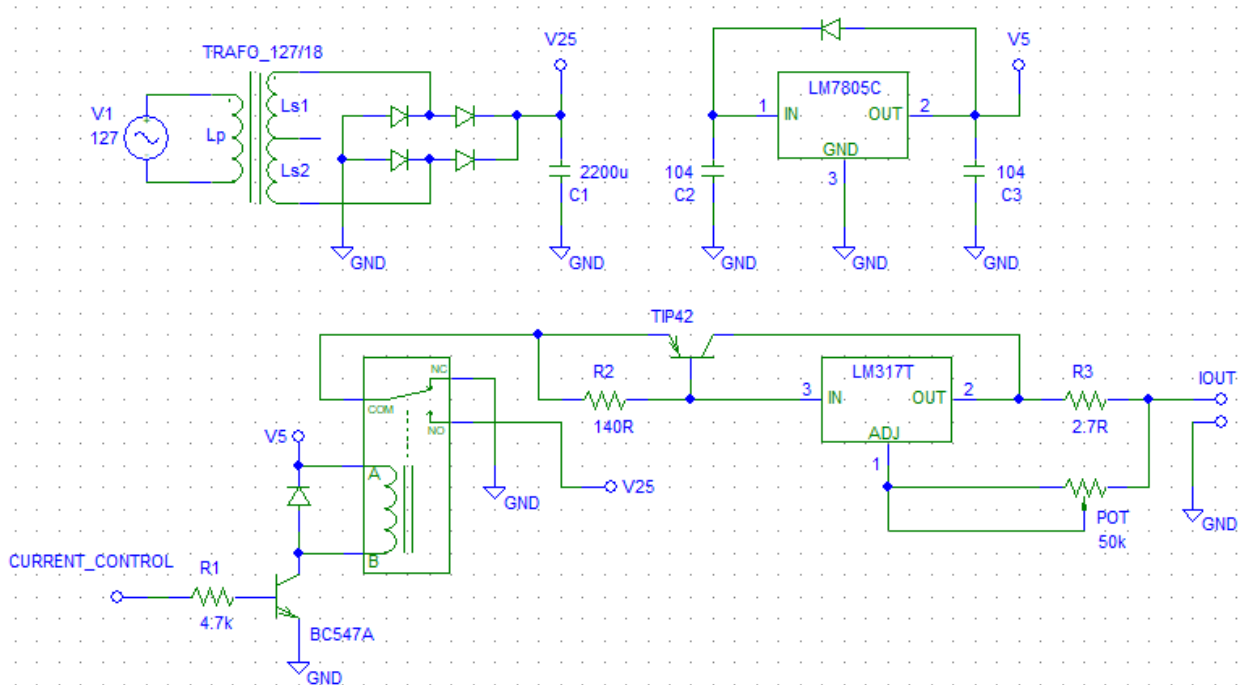 TRAFO_127/18
V1
127
Lp
Ls1
Ls2
V25
2200u
C1
GND
GND
LM7805C
1
IN
OUT
2
GND
3
V5
104
C2
104
C3
GND
GND
GND
TIP42
NC
COM
NO
R2
140R
LM317T
3
IN
OUT
2
ADJ
1
R3
2.7R
IOUT
V5
A
B
GND
V25
POT
50k
GND
CURRENT_CONTROL
R1
4.7k
BC547A
GND